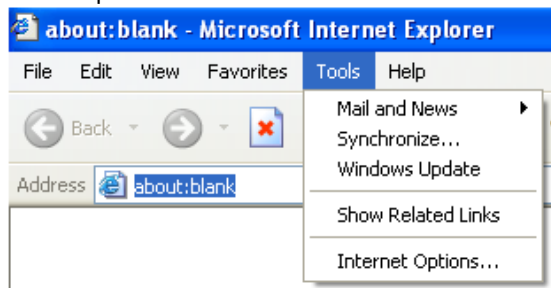 about:blank - Microsoft Internet Explorer
File Edit View Favorites Tools Help
Back
Mail and News
Synchronize...
Windows Update
Address about:blank
Show Related Links
Internet Options...